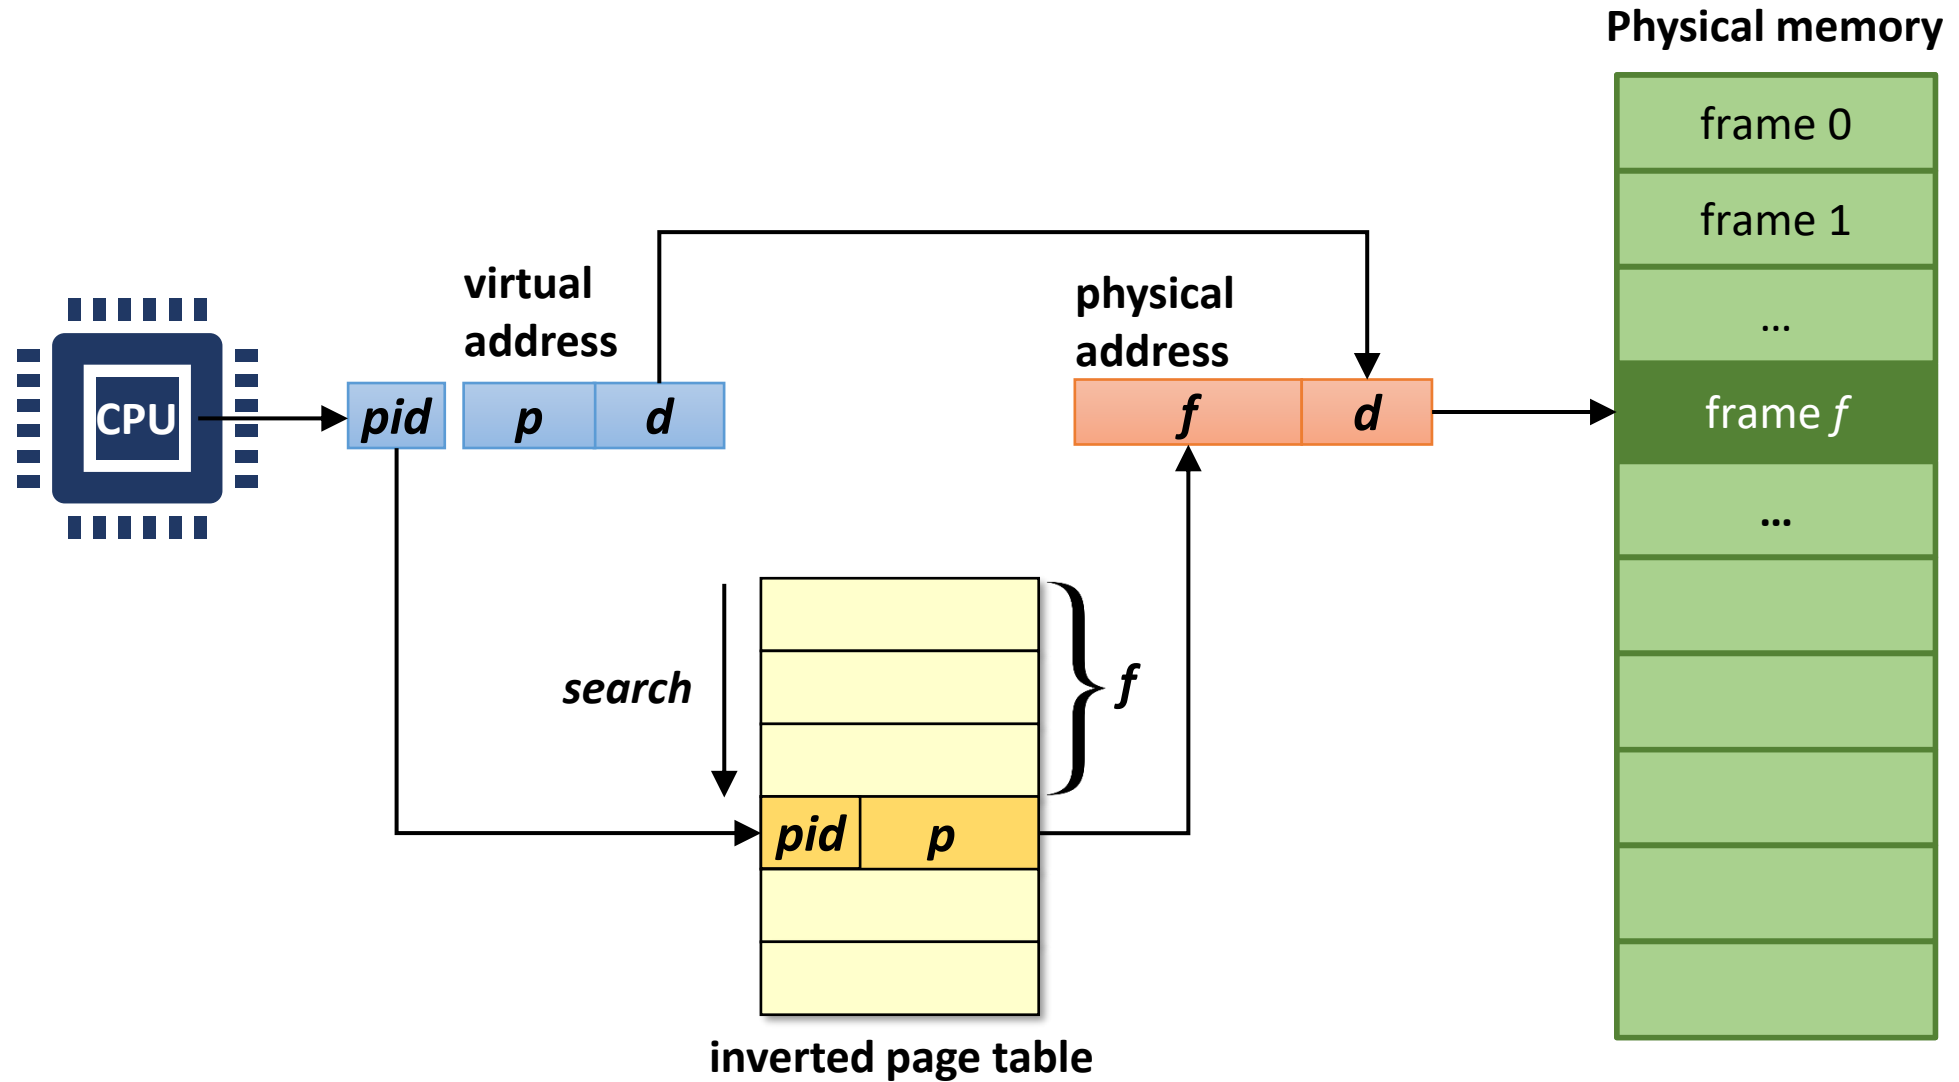 Physical memory
frame 0
frame 1
...
frame f
...
virtual
address
physical
address
CPU
pid
p
d
f
d
search
f
pid
p
inverted page table